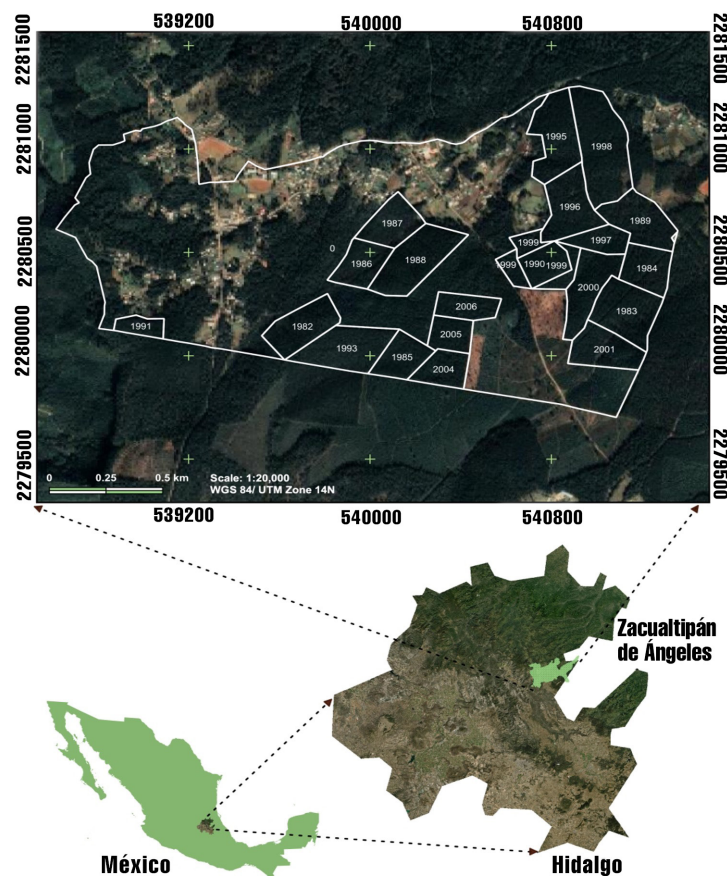 539200 540000 540800
2281500 2281500
2281000 2281000
2280500 2280500
2280000 2280000
2279500 2279500
1995
1998
1996
1987
1989
1999 1997
0
1986 1988
1999 1990 1999
1984
2000
2006
1983
1991 1982
2005
1993 1985
2001
2004
0 0.25 0.5 km
Scale: 1:20,000
WGS 84/ UTM Zone 14N
539200 540000 540800
Zacualtipán
de Ángeles
México
Hidalgo